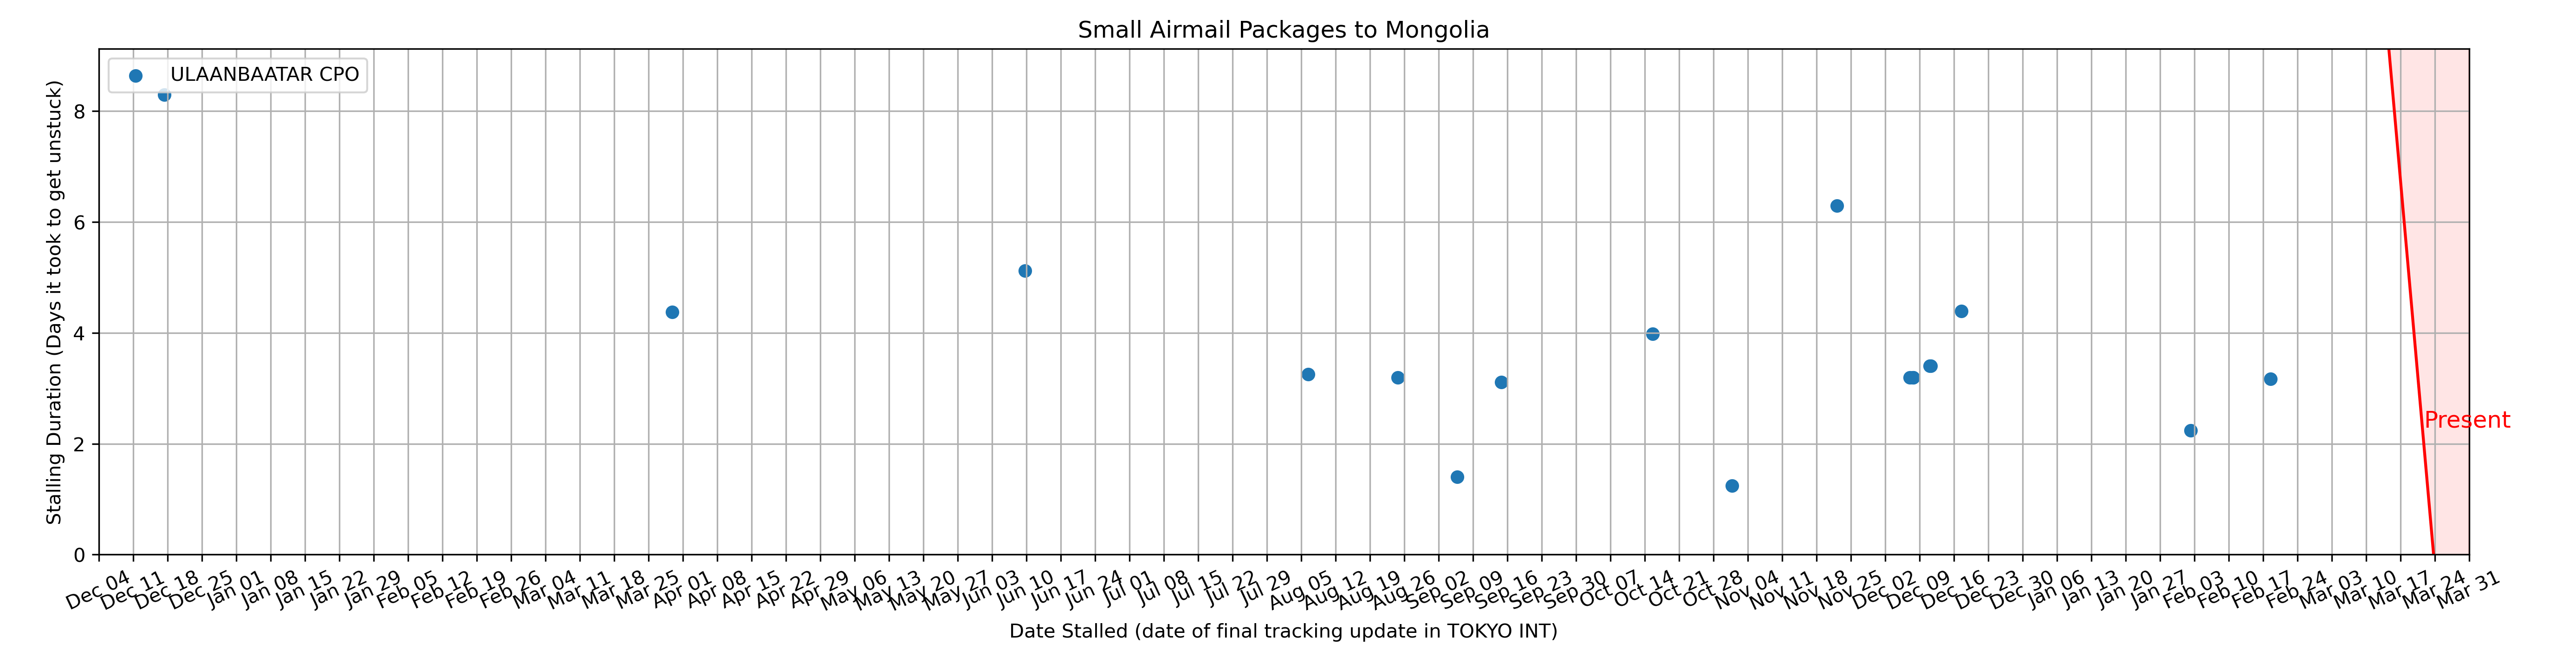 Small Airmail Packages to Mongolia
ULAANBAATAR CPO
Stalling Duration (Days it took to get unstuck)
8
6
4
2
0
Present
Dec 04
Dec 11
Dec 18
Dec 25
Jan 01
Jan 08
Jan 15
Jan 22
Jan 29
Feb 05
Feb 12
Feb 19
Feb 26
Mar 04
Mar 11
Mar 18
Mar 25
Apr 01
Apr 08
Apr 15
Apr 22
Apr 29
May 06
May 13
May 20
May 27
Jun 03
Jun 10
Jun 17
Jun 24
Jul 01
Jul 08
Jul 15
Jul 22
Jul 29
Aug 05
Aug 12
Aug 19
Aug 26
Sep 02
Sep 09
Sep 16
Sep 23
Sep 30
Oct 07
Oct 14
Oct 21
Oct 28
Nov 04
Nov 11
Nov 18
Nov 25
Dec 02
Dec 09
Dec 16
Dec 23
Dec 30
Jan 06
Jan 13
Jan 20
Jan 27
Feb 03
Feb 10
Feb 17
Feb 24
Mar 03
Mar 10
Mar 17
Mar 24
Mar 31
Date Stalled (date of final tracking update in TOKYO INT)